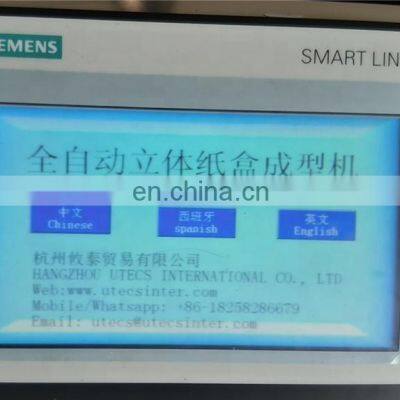 SIEMENS
SMART LIN
全自动立体纸盒成型机
en.china.cn
中文
Chinese
西班牙
spanish
英文
English
杭州攸泰贸易有限公司
HANGZHOU UTECS INTERNATIONAL CO., LTD
Web:www.utecsinter.com
Mobile/Whatsapp: +86-18258286679
Email: utecs@utecsinter.com